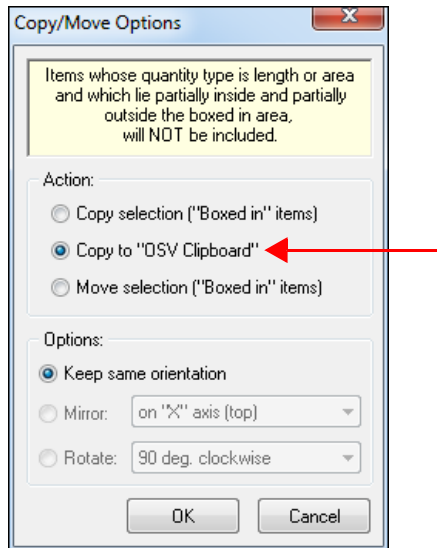 Copy/Move Options
Items whose quantity type is length or area
and which lie partially inside and partially
outside the boxed in area,
will NOT be included.
Action:
Copy selection ("Boxed in" items)
Copy to "OSV Clipboard"
Move selection ("Boxed in" items)
Options:
Keep same orientation
Mirror: on "X" axis (top)
Rotate: 90 deg. clockwise
OK Cancel